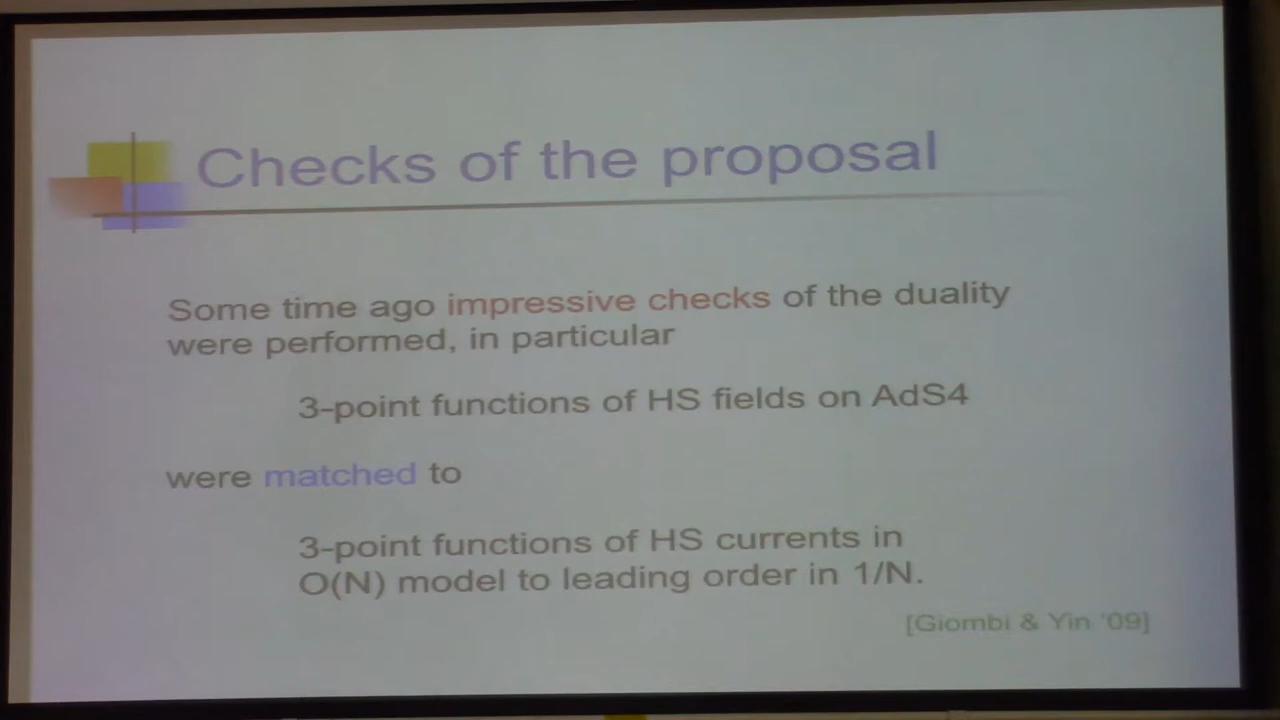 Checks of the proposal
Some time ago impressive checks of the duality
were performed, in particular
3-point functions of HS fields on AdS4
were matched to
3-point functions of HS currents in
O(N) model to leading order in 1/N.
[Giombi & Yin '09]